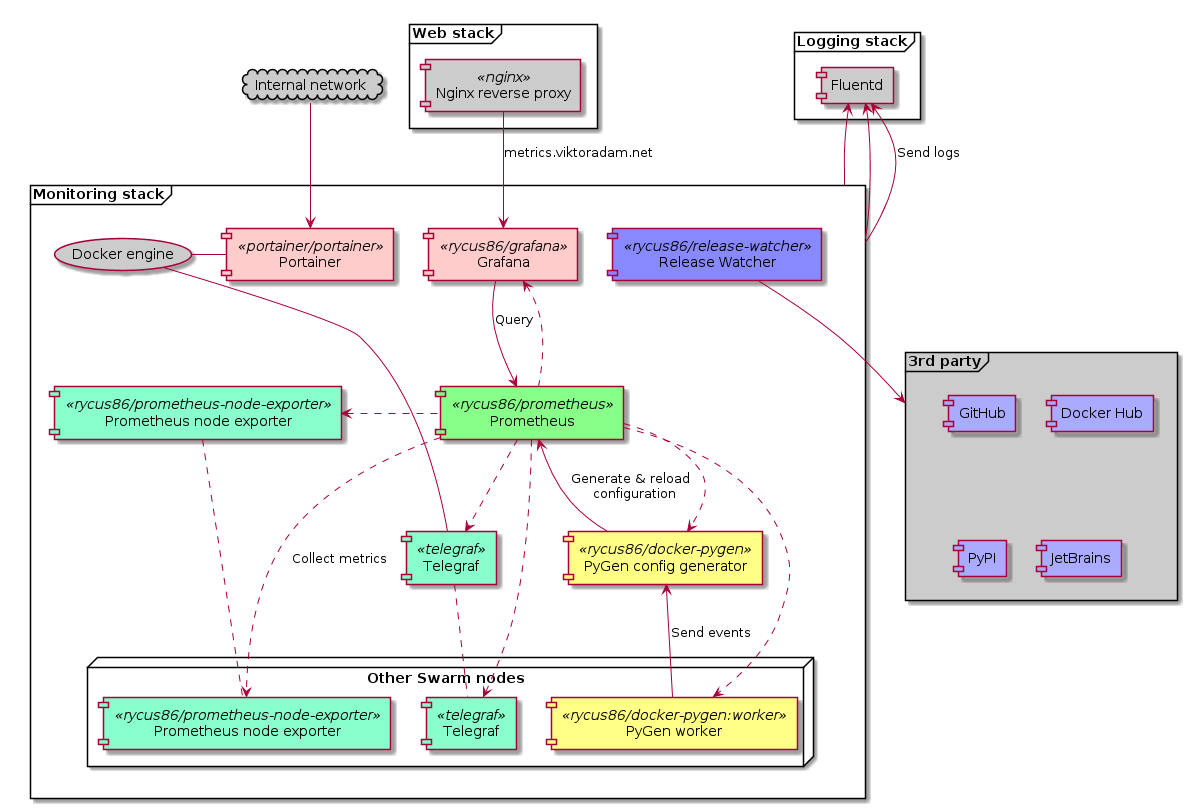 Web stack
«nginx»
Nginx reverse proxy
Logging stack
Fluentd
Internal network
metrics.viktoradam.net
Send logs
Monitoring stack
Docker engine
«portainer/portainer»
Portainer
«rycus86/grafana»
Grafana
«rycus86/release-watcher»
Release Watcher
Query
3rd party
GitHub
Docker Hub
PyPI
JetBrains
«rycus86/prometheus-node-exporter»
Prometheus node exporter
«rycus86/prometheus»
Prometheus
Generate & reload
configuration
Collect metrics
«telegraf»
Telegraf
«rycus86/docker-pygen»
PyGen config generator
Send events
Other Swarm nodes
«rycus86/prometheus-node-exporter»
Prometheus node exporter
«telegraf»
Telegraf
«rycus86/docker-pygen:worker»
PyGen worker